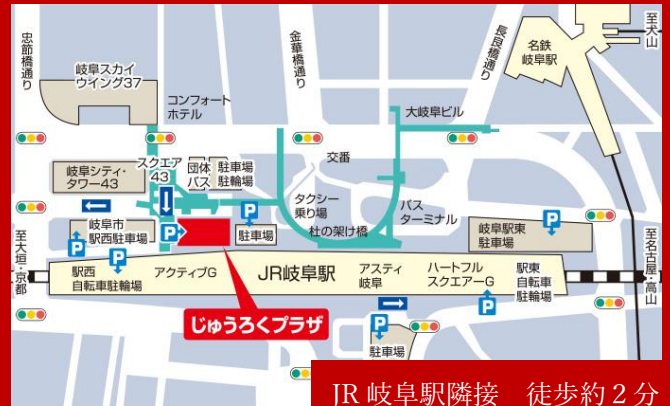 忠節橋通り
金華橋通り
長良橋通り
至犬山
名鉄
岐阜駅
岐阜スカイ
ウイング37
コンフォート
ホテル
大岐阜ビル
交番
岐阜シティ・
タワー43
スクエア
43
団体
バス
駐車場
駐輪場
タクシー
乗り場
バス
ターミナル
杜の架け橋
岐阜市
駅西駐車場
P
P
P
駐車場
P
岐阜駅東
駐車場
P
至大垣・京都
駅西
自転車駐輪場
アクティブG
JR岐阜駅
アスティ
岐阜
ハートフル
スクエアーG
駅東
自転車
駐輪場
至名古屋・高山
P
P
駐車場
じゅうろくプラザ
JR 岐阜駅隣接 徒歩約２分